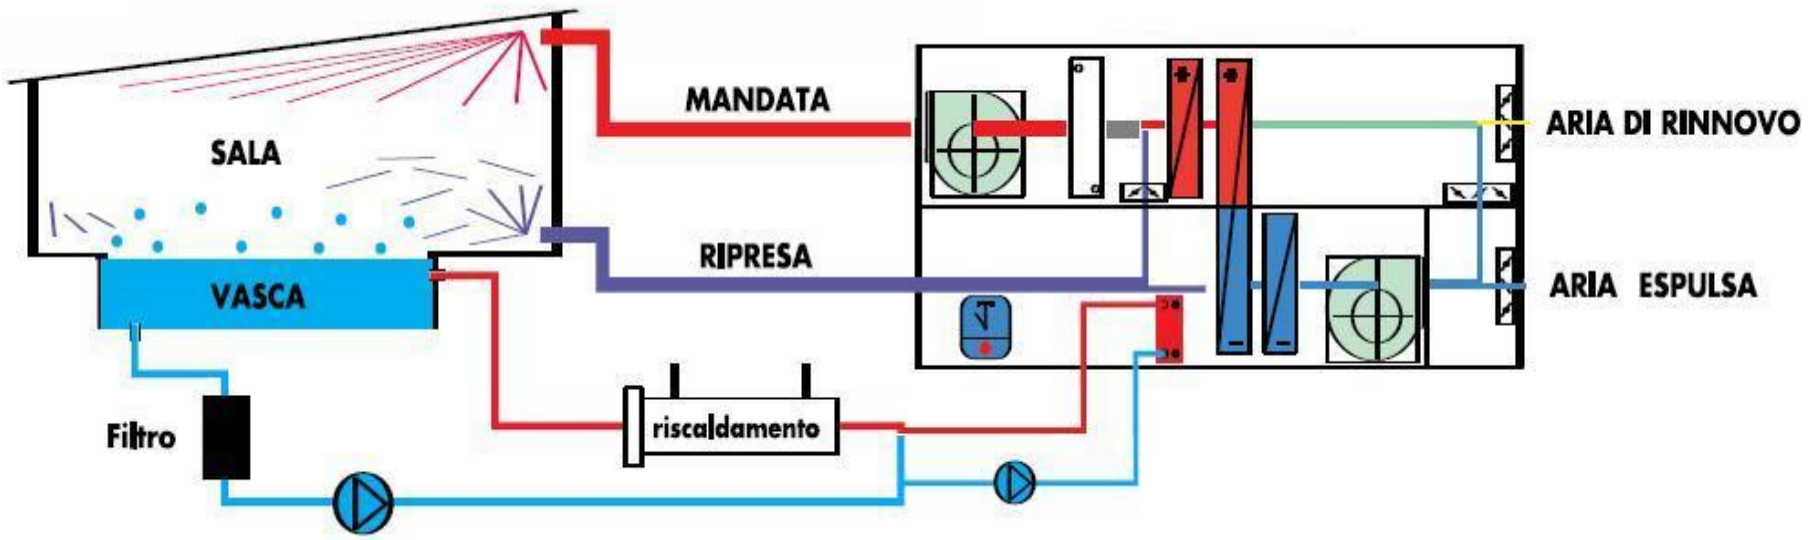 MANDATA
ARIA DI RINNOVO
SALA
RIPRESA
ARIA ESPULSA
VASCA
Filtro
riscaldamento